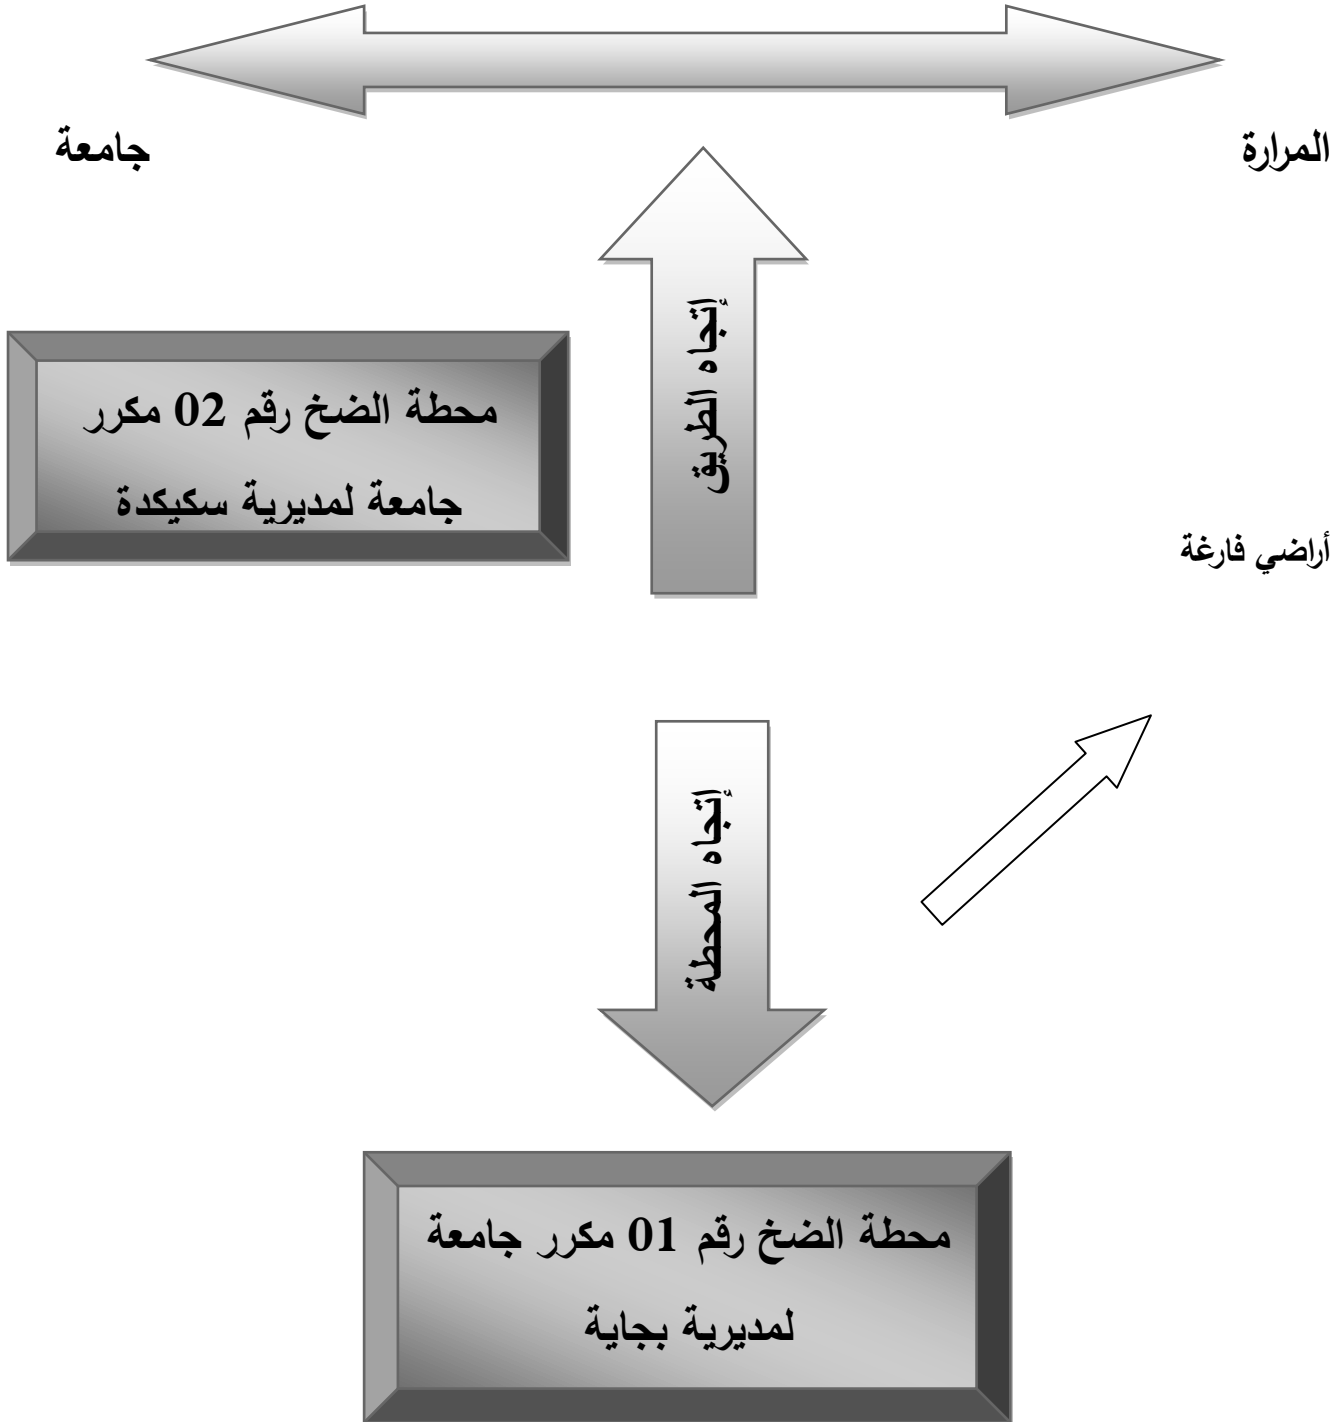 المرارة
جامعة
إتجاه الطريق
محطة الضخ رقم 02 مكرر
جامعة لمديرية سكيكدة
أراضي فارغة
إتجاه المحطة
محطة الضخ رقم 01 مكرر جامعة
لمديرية بجاية